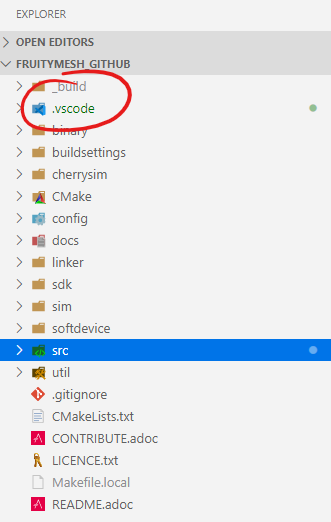 EXPLORER
OPEN EDITORS
FRUITYMESH_GITHUB
_build
.vscode
binary
buildsettings
cherrysim
CMake
config
docs
linker
sdk
sim
softdevice
src
util
.gitignore
CMakeLists.txt
CONTRIBUTE.adoc
LICENCE.txt
Makefile.local
README.adoc